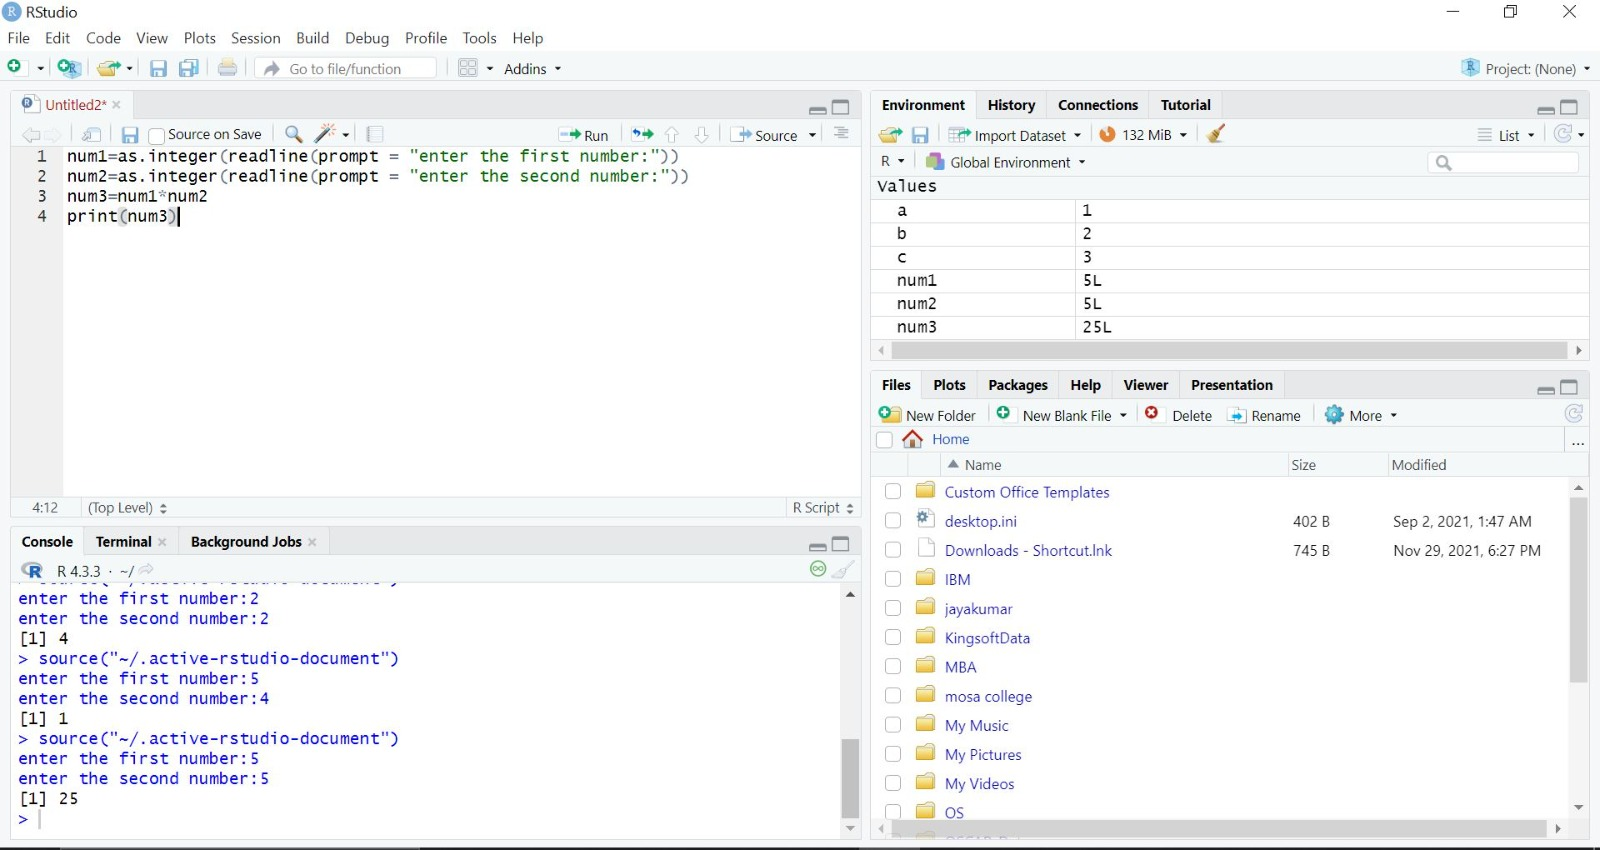 RStudio
File Edit Code View Plots Session Build Debug Profile Tools Help
Go to file/function Addins Project: (None)
Untitled2*
Source on Save Run Source
1 num1=as.integer(readline(prompt = "enter the first number:"))
2 num2=as.integer(readline(prompt = "enter the second number:"))
3 num3=num1*num2
4 print(num3)
4:12 (Top Level) R Script
Console Terminal Background Jobs
R 4.3.3 · ~/
enter the first number:2
enter the second number:2
[1] 4
> source("~/.active-rstudio-document")
enter the first number:5
enter the second number:4
[1] 1
> source("~/.active-rstudio-document")
enter the first number:5
enter the second number:5
[1] 25
>
Environment History Connections Tutorial
Import Dataset 132 MiB List
R Global Environment
Values
a 1
b 2
c 3
num1 5L
num2 5L
num3 25L
Files Plots Packages Help Viewer Presentation
New Folder New Blank File Delete Rename More
Home ...
Name Size Modified
Custom Office Templates
desktop.ini 402 B Sep 2, 2021, 1:47 AM
Downloads - Shortcut.lnk 745 B Nov 29, 2021, 6:27 PM
IBM
jayakumar
KingsoftData
MBA
mosa college
My Music
My Pictures
My Videos
OS